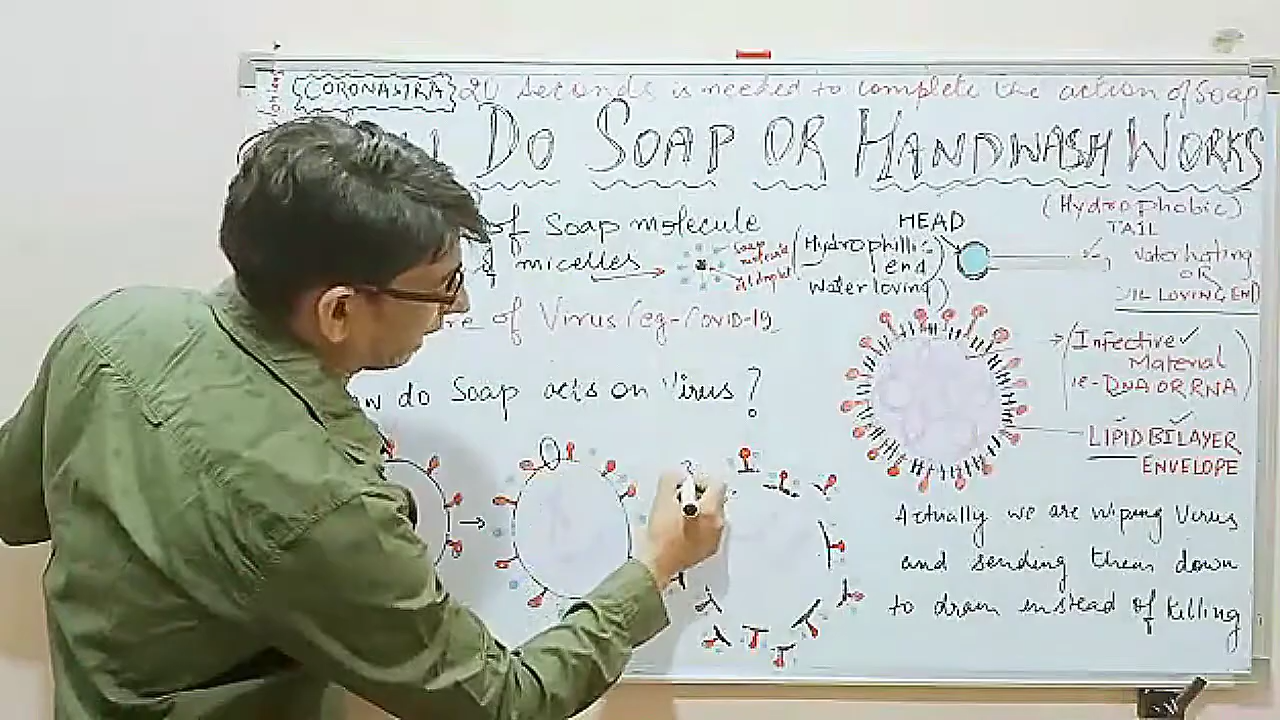 CORONASTRA 20 seconds is needed to complete the action of soap
DO SOAP OR HANDWASH WORKS
of Soap molecule
micelles
Soap molecule
HEAD
(Hydrophillic end
Water loving)
(Hydrophobic)
TAIL
Water hating
OR
OIL LOVING END
re of Virus (eg-Covid-19
How do Soap acts on Virus?
(Infective
Material
ie-DNA OR RNA)
LIPID BILAYER
ENVELOPE
Actually we are wiping Virus
and sending them down
to drain instead of killing